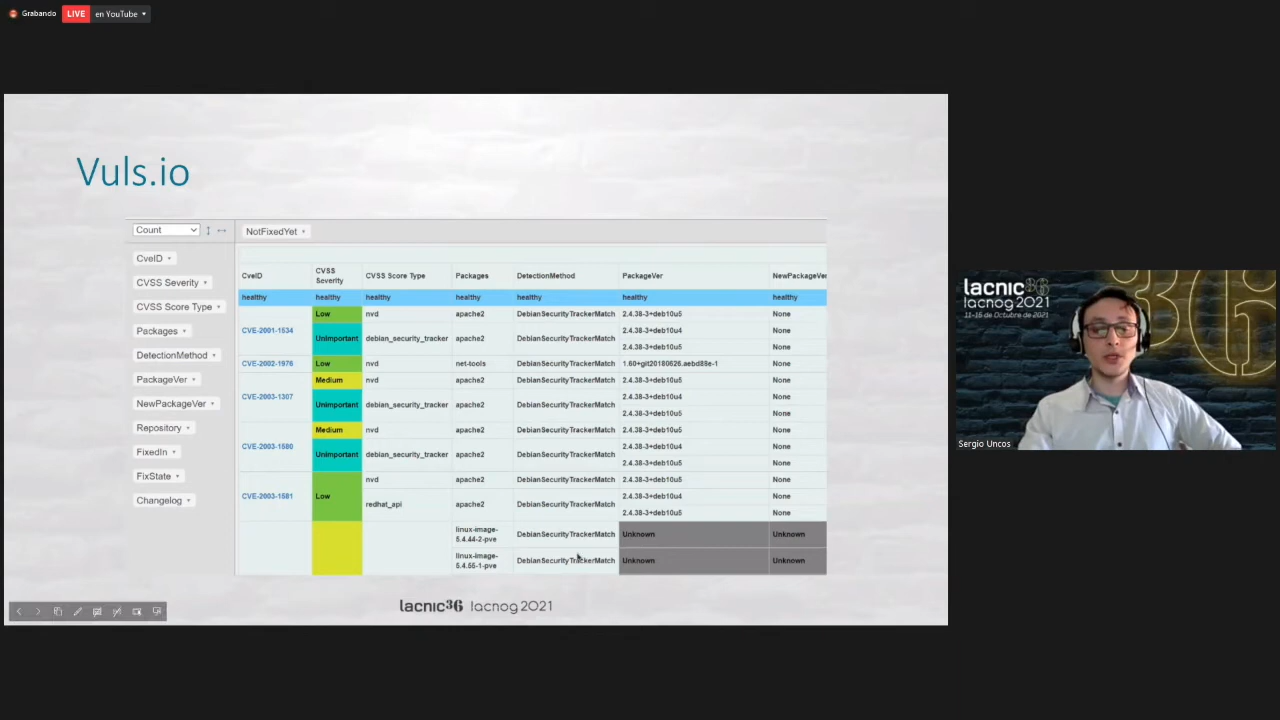 Grabando
LIVE en YouTube
Vuls.io
Count
NotFixedYet
CveID
CVSS Severity
CVSS Score Type
Packages
DetectionMethod
PackageVer
NewPackageVer
Repository
FixedIn
FixState
Changelog
CveID CVSS Severity CVSS Score Type Packages DetectionMethod PackageVer NewPackageVer
healthy healthy healthy healthy healthy healthy healthy
CVE-2001-1534 Low nvd apache2 DebianSecurityTrackerMatch 2.4.38-3+deb10u5 None
Unimportant debian_security_tracker apache2 DebianSecurityTrackerMatch 2.4.38-3+deb10u4 None
2.4.38-3+deb10u5 None
CVE-2002-1976 Low nvd net-tools DebianSecurityTrackerMatch 1.60+git20180626.aebd88e-1 None
CVE-2003-1307 Medium nvd apache2 DebianSecurityTrackerMatch 2.4.38-3+deb10u5 None
Unimportant debian_security_tracker apache2 DebianSecurityTrackerMatch 2.4.38-3+deb10u4 None
2.4.38-3+deb10u5 None
CVE-2003-1580 Medium nvd apache2 DebianSecurityTrackerMatch 2.4.38-3+deb10u5 None
Unimportant debian_security_tracker apache2 DebianSecurityTrackerMatch 2.4.38-3+deb10u4 None
2.4.38-3+deb10u5 None
CVE-2003-1581 Low nvd apache2 DebianSecurityTrackerMatch 2.4.38-3+deb10u5 None
redhat_api apache2 DebianSecurityTrackerMatch 2.4.38-3+deb10u4 None
2.4.38-3+deb10u5 None
linux-image-5.4.44-2-pve DebianSecurityTrackerMatch Unknown Unknown
linux-image-5.4.55-1-pve DebianSecurityTrackerMatch Unknown Unknown
lacnic36 lacnog2021
lacnic36
lacnog2021
11-15 de Octubre de 2021
36
Sergio Uncos